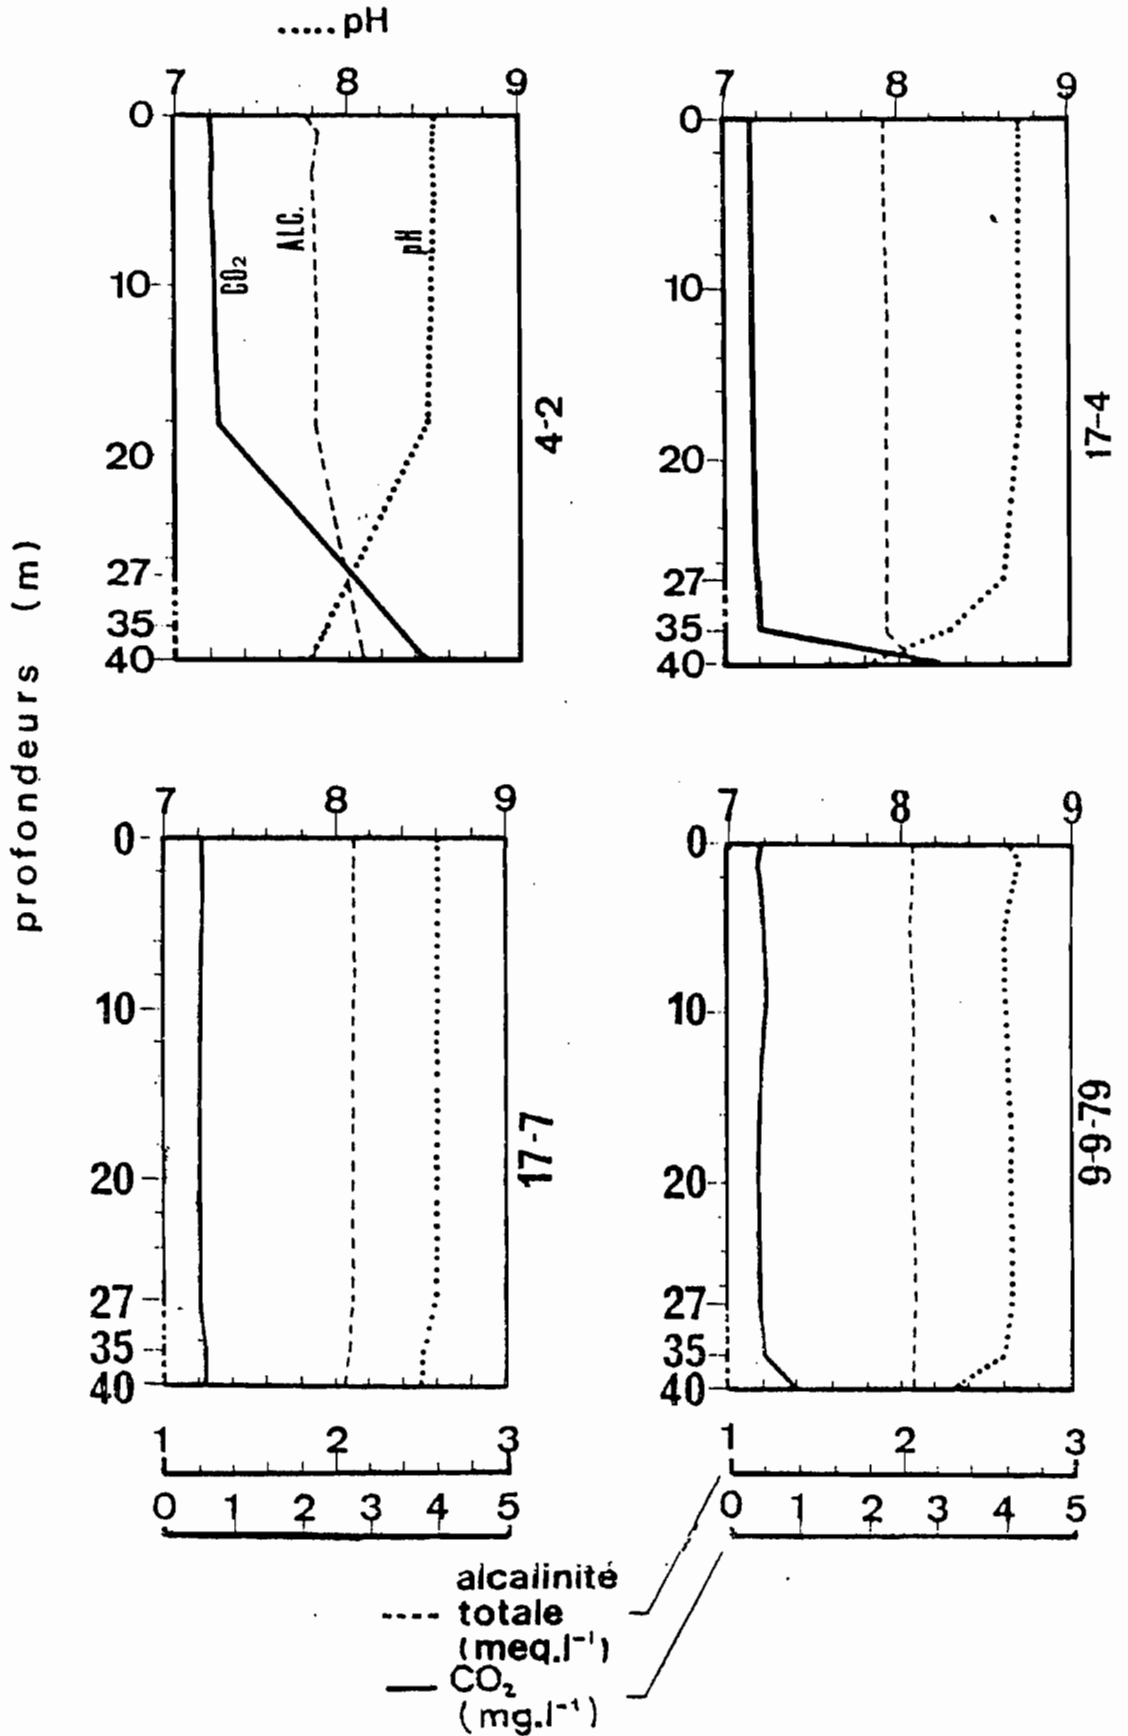 ..... pH
7 8 9
0
10
20
27
35
40
CO₂
ALC.
pH
4-2
7 8 9
0
10
20
27
35
40
17-4
profondeurs (m)
7 8 9
0
10
20
27
35
40
17-7
7 8 9
0
10
20
27
35
40
9-9-79
1 2 3
0 1 2 3 4 5
1 2 3
0 1 2 3 4 5
alcalinité
---- totale
(meq.l⁻¹)
— CO₂
(mg.l⁻¹)